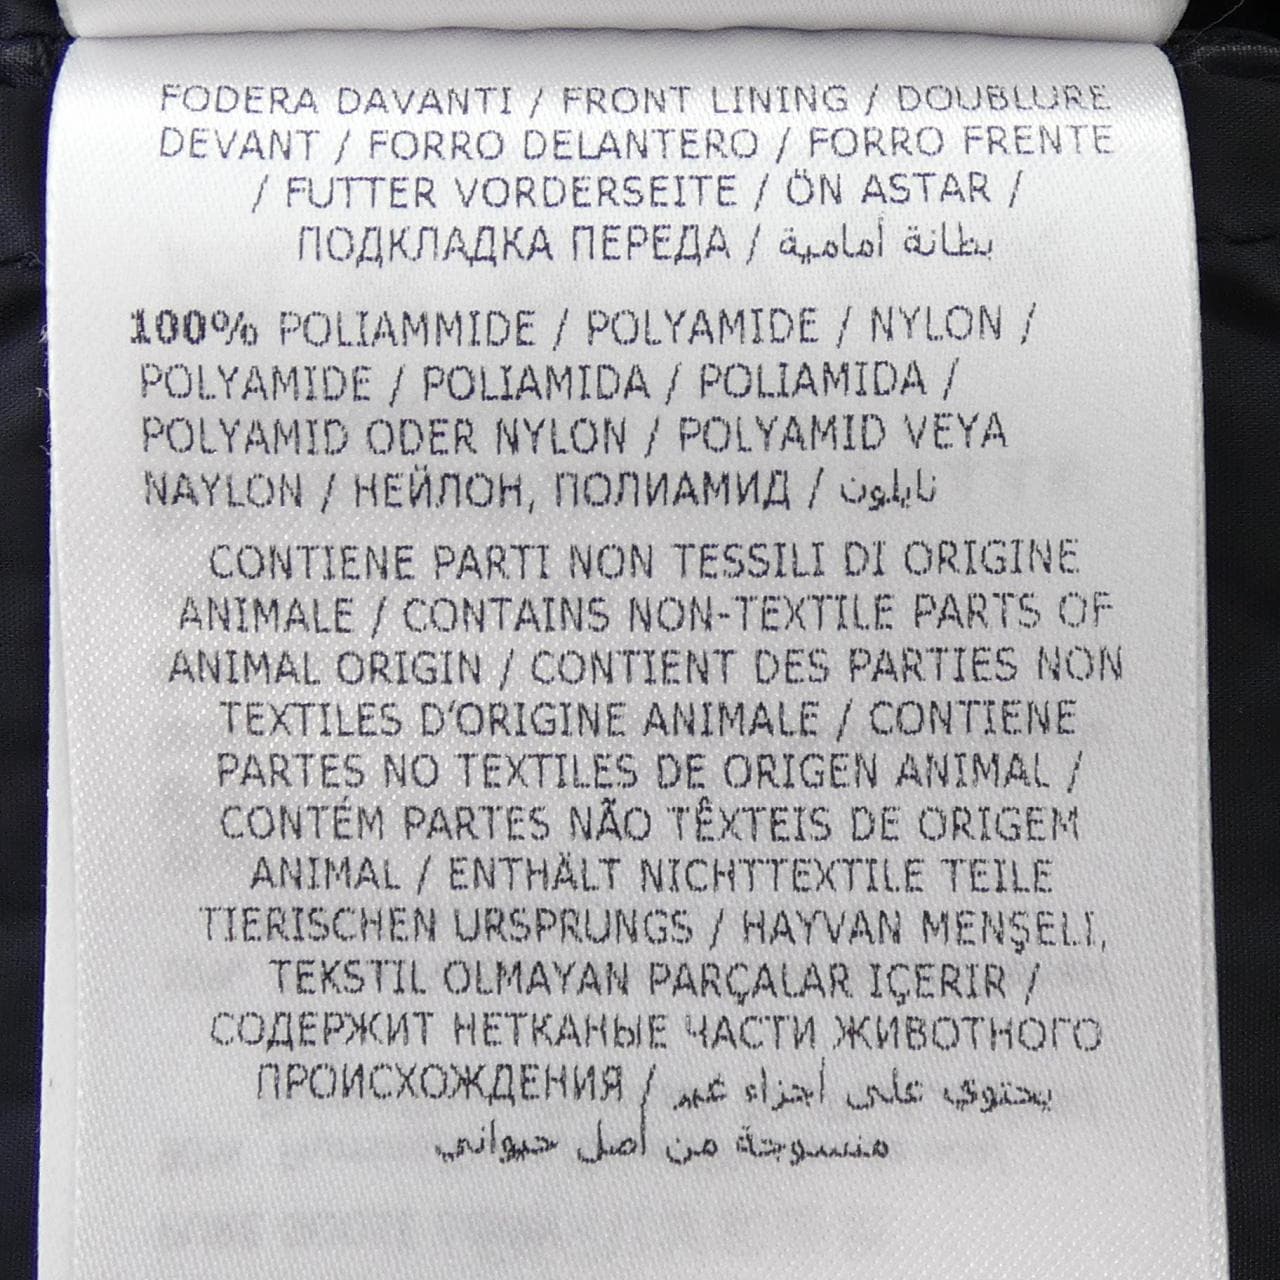 FODERA DAVANTI / FRONT LINING / DOUBLURE
DEVANT / FORRO DELANTERO / FORRO FRENTE
/ FUTTER VORDERSEITE / ÖN ASTAR /
ПОДКЛАДКА ПЕРЕДА / بطانة أمامية
100% POLIAMMIDE / POLYAMIDE / NYLON /
POLYAMIDE / POLIAMIDA / POLIAMIDA /
POLYAMID ODER NYLON / POLYAMID VEYA
NAYLON / НЕЙЛОН, ПОЛИАМИД / نايلون
CONTIENE PARTI NON TESSILI DI ORIGINE
ANIMALE / CONTAINS NON-TEXTILE PARTS OF
ANIMAL ORIGIN / CONTIENT DES PARTIES NON
TEXTILES D'ORIGINE ANIMALE / CONTIENE
PARTES NO TEXTILES DE ORIGEN ANIMAL /
CONTÉM PARTES NÃO TÊXTEIS DE ORIGEM
ANIMAL / ENTHÄLT NICHTTEXTILE TEILE
TIERISCHEN URSPRUNGS / HAYVAN MENŞELI,
TEKSTIL OLMAYAN PARÇALAR IÇERIR /
СОДЕРЖИТ НЕТКАНЫЕ ЧАСТИ ЖИВОТНОГО
ПРОИСХОЖДЕНИЯ / يحتوي على أجزاء غير
منسوجة من أصل حيواني